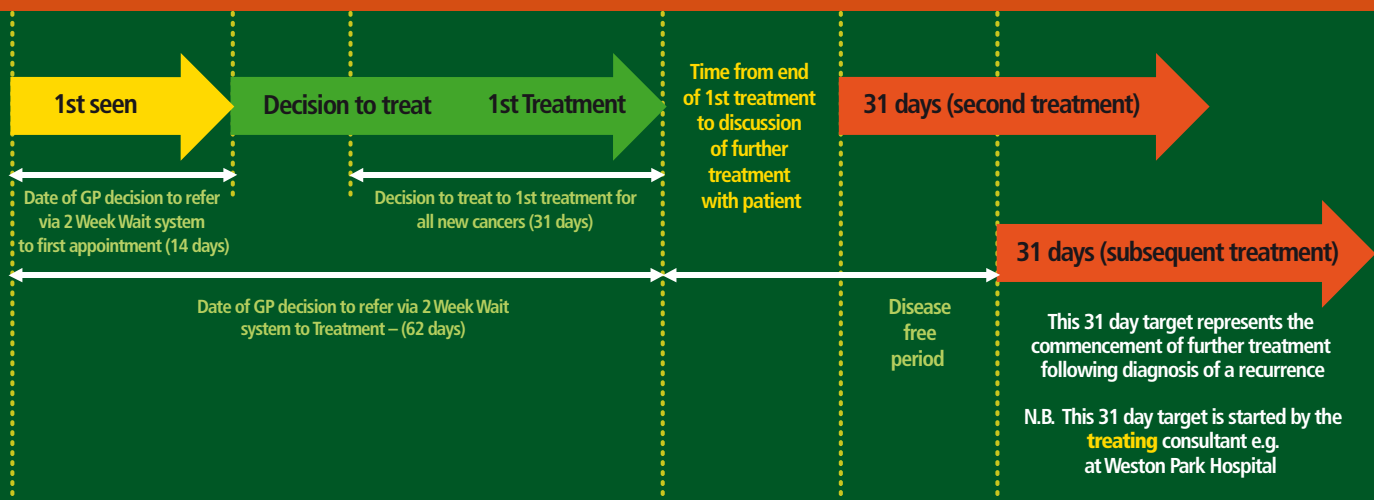 1st seen
Decision to treat
1st Treatment
Time from end
of 1st treatment
to discussion
of further
treatment
with patient
31 days (second treatment)
Date of GP decision to refer
via 2 Week Wait system
to first appointment (14 days)
Decision to treat to 1st treatment for
all new cancers (31 days)
31 days (subsequent treatment)
Date of GP decision to refer via 2 Week Wait
system to Treatment – (62 days)
Disease
free
period
This 31 day target represents the
commencement of further treatment
following diagnosis of a recurrence
N.B. This 31 day target is started by the
treating consultant e.g.
at Weston Park Hospital